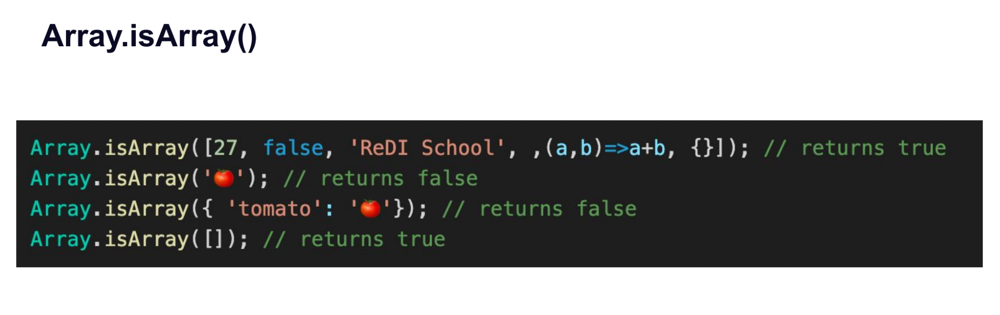 Array.isArray()
Array.isArray([27, false, 'ReDI School', ,(a,b)=>a+b, {}]); // returns true
Array.isArray('🍅'); // returns false
Array.isArray({ 'tomato': '🍅'}); // returns false
Array.isArray([]); // returns true